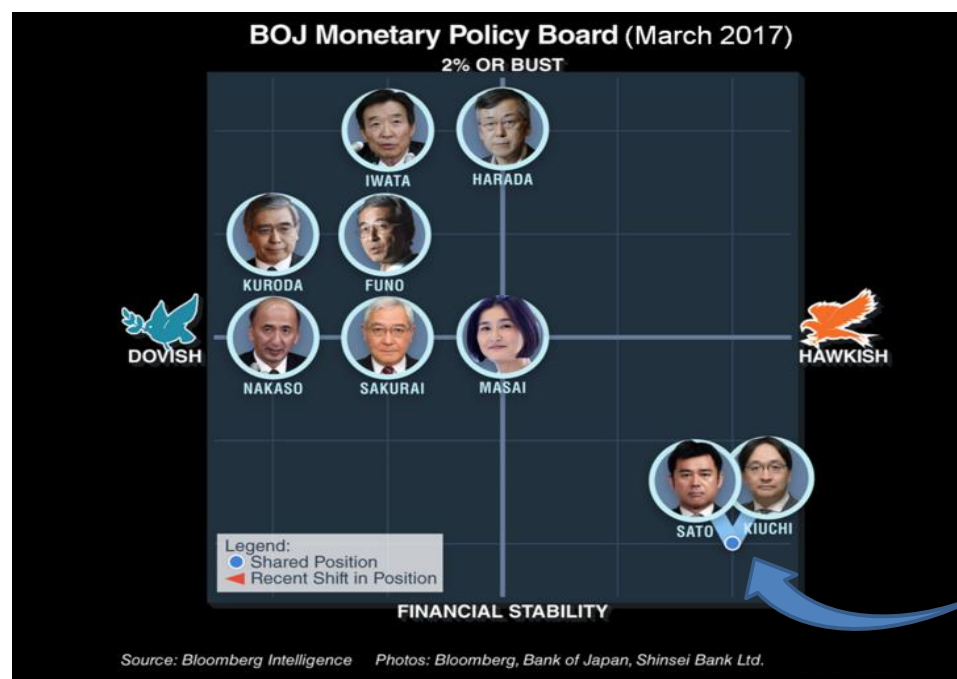 BOJ Monetary Policy Board (March 2017)
2% OR BUST
IWATA
HARADA
KURODA
FUNO
DOVISH
HAWKISH
NAKASO
SAKURAI
MASAI
SATO
KIUCHI
Legend:
Shared Position
Recent Shift in Position
FINANCIAL STABILITY
Source: Bloomberg Intelligence Photos: Bloomberg, Bank of Japan, Shinsei Bank Ltd.